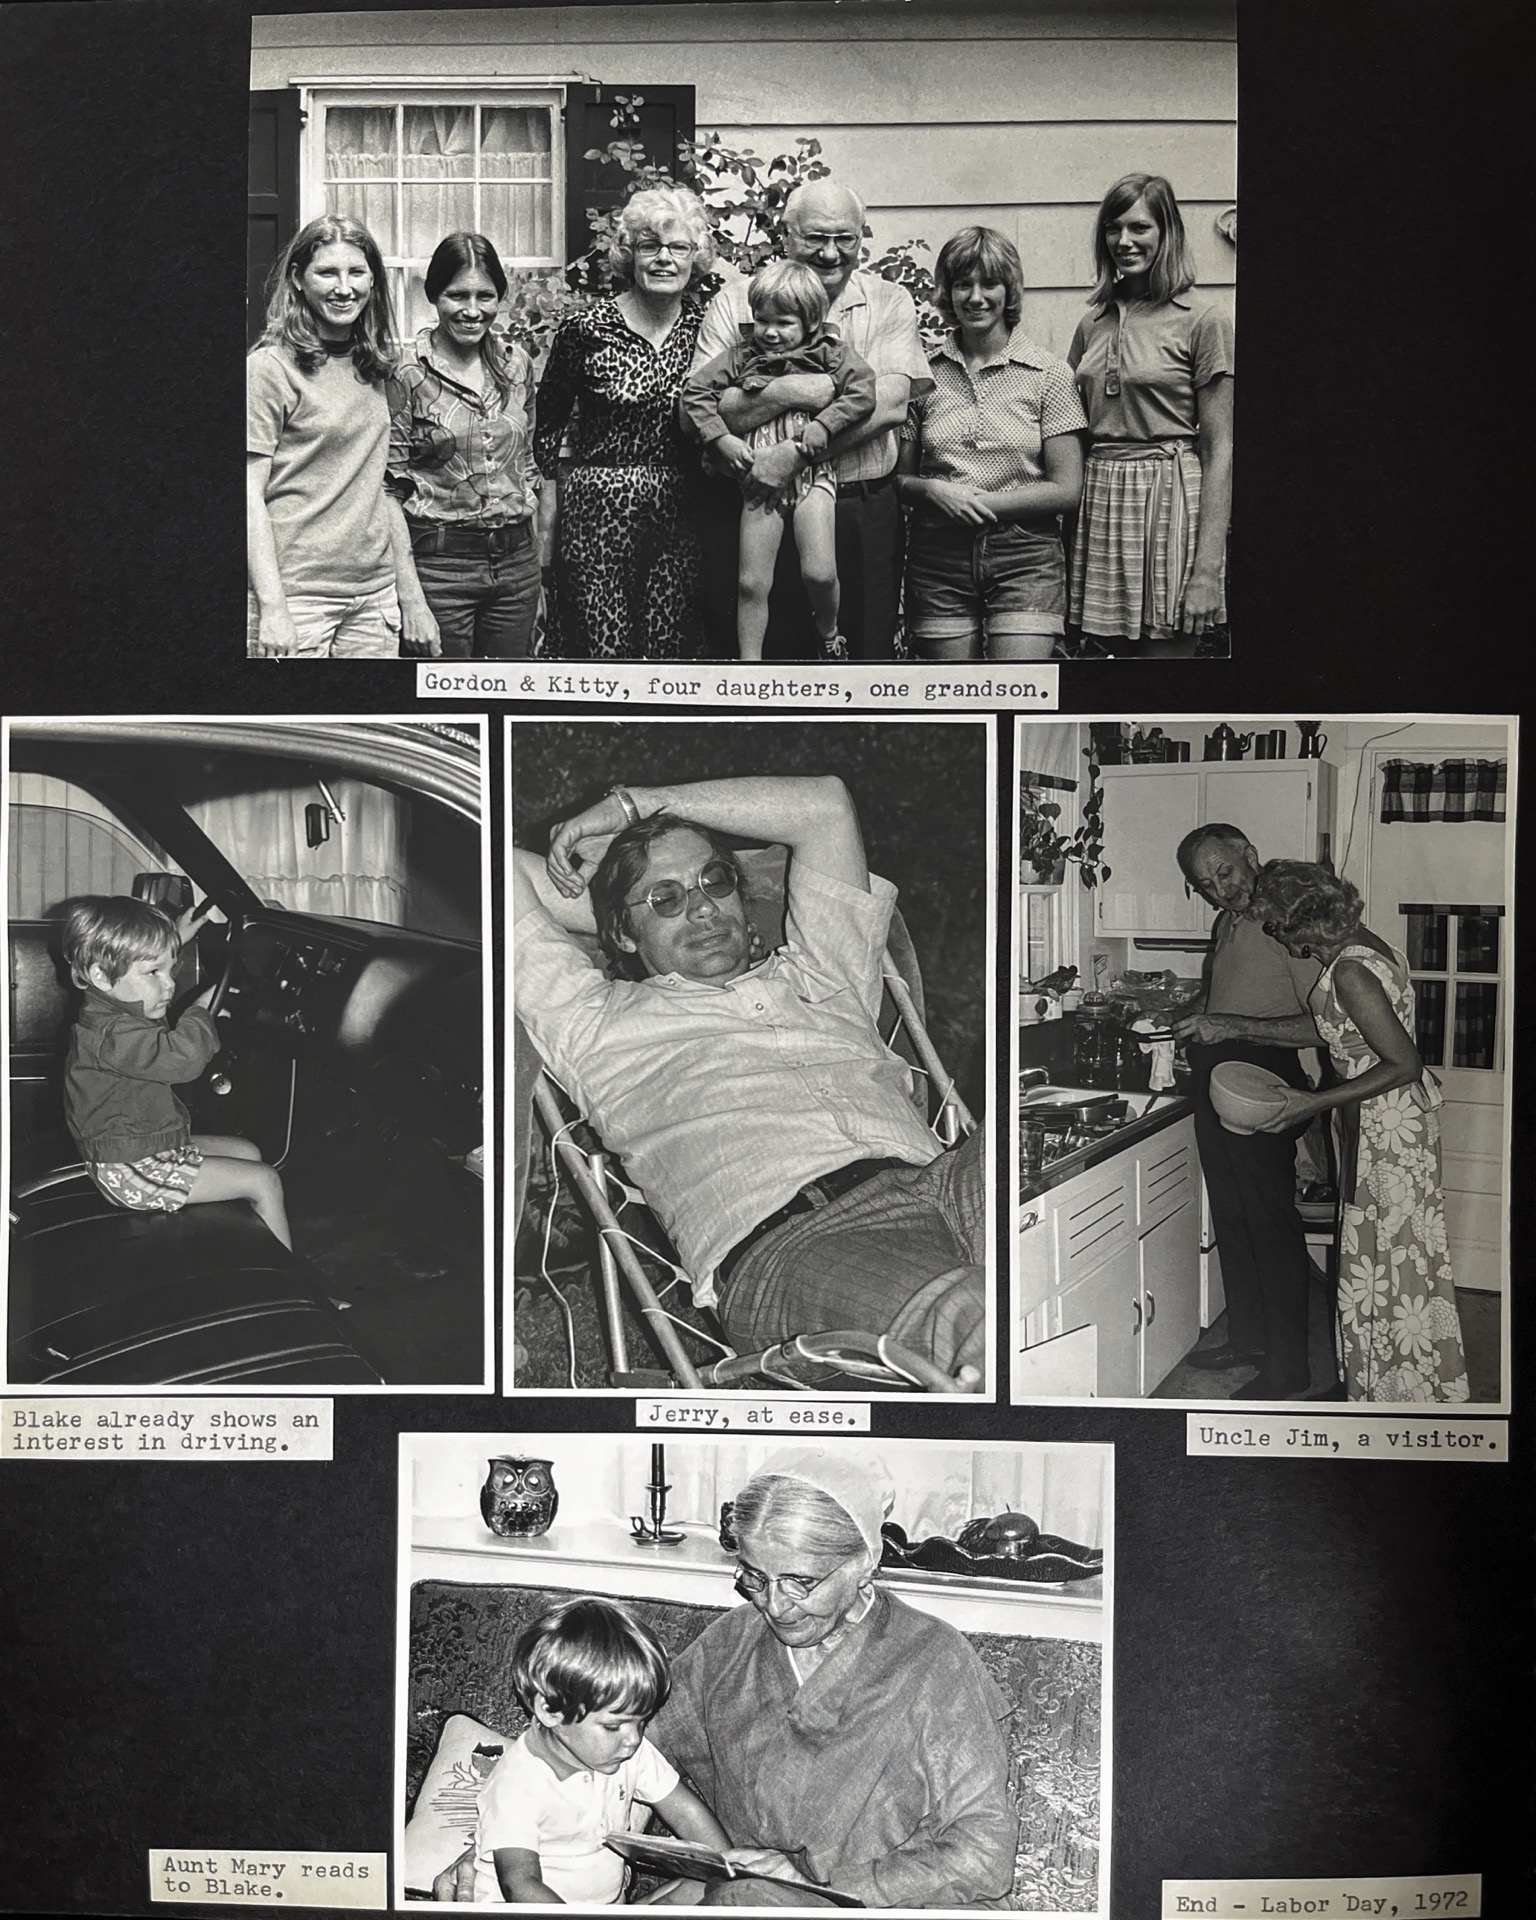 Gordon & Kitty, four daughters, one grandson.
Blake already shows an
interest in driving.
Jerry, at ease.
Uncle Jim, a visitor.
Aunt Mary reads
to Blake.
End - Labor Day, 1972